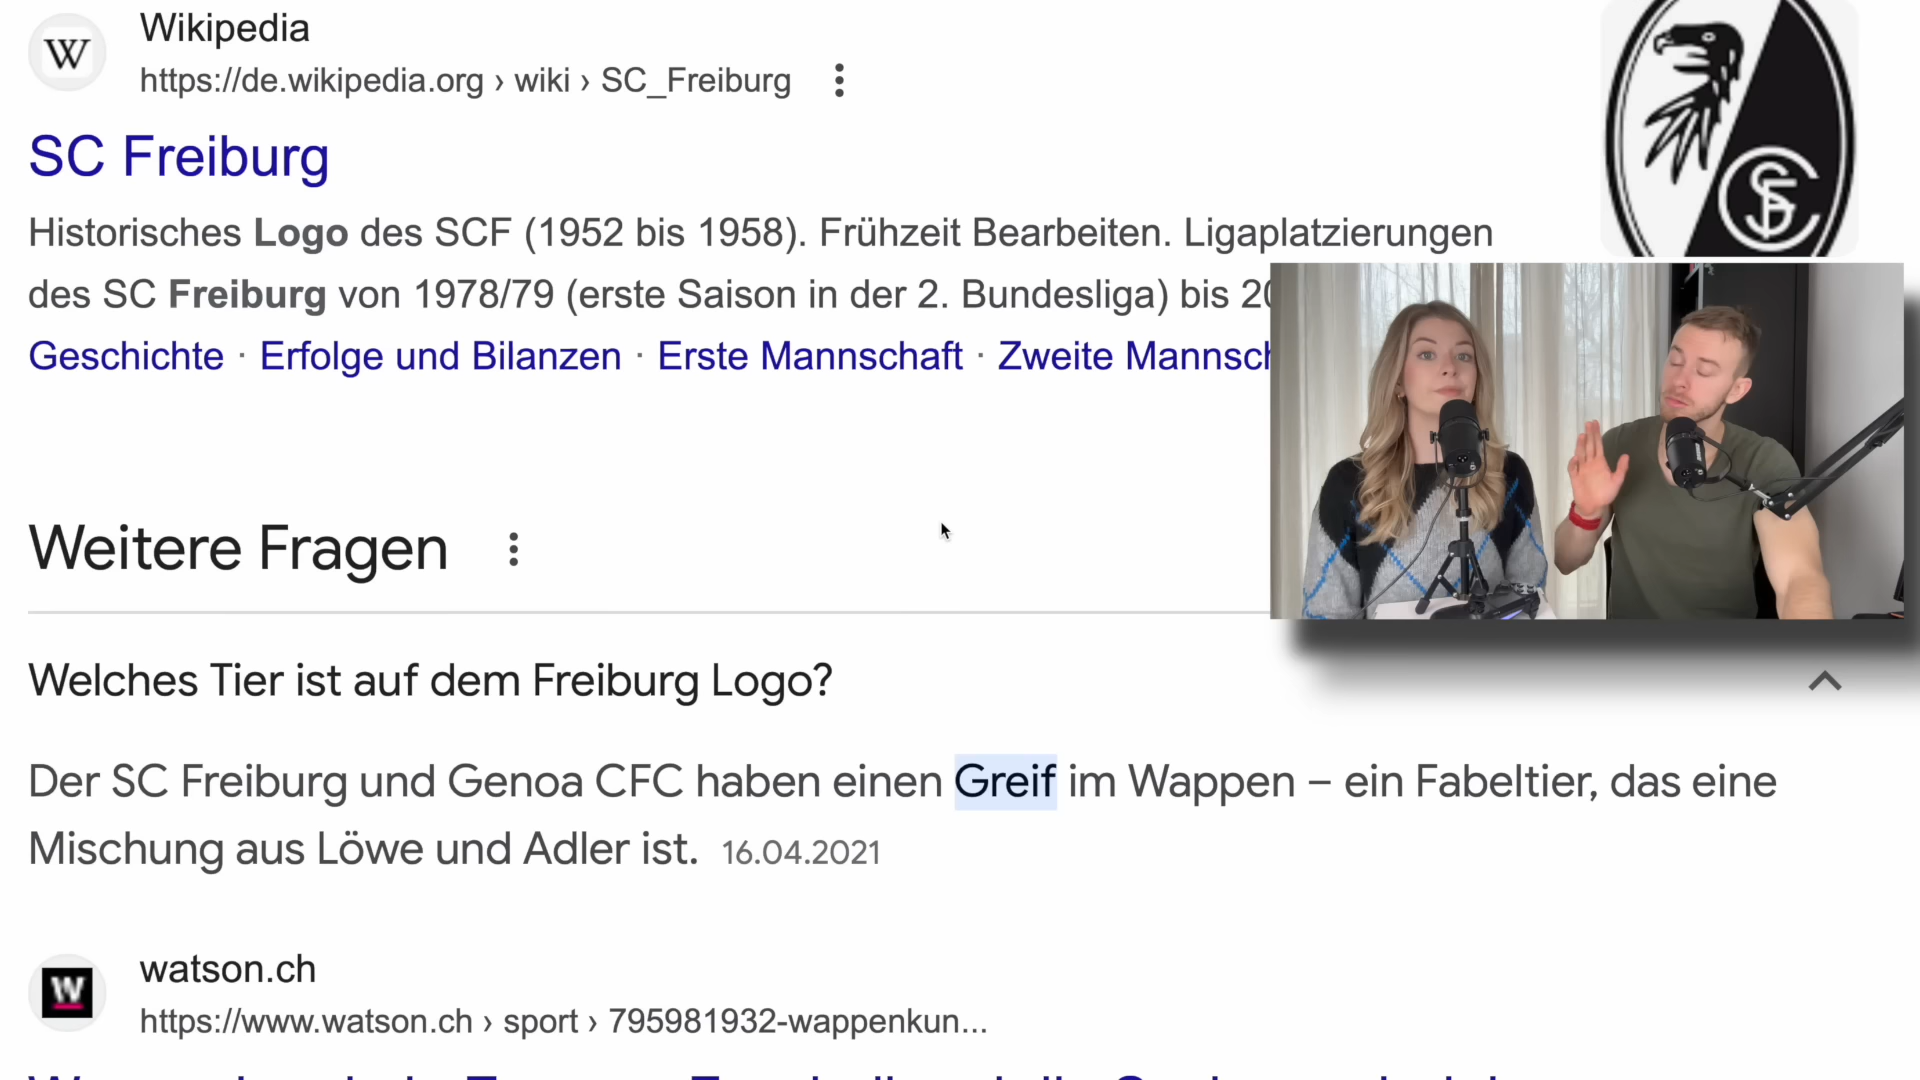 Wikipedia
https://de.wikipedia.org › wiki › SC_Freiburg
SC Freiburg
Historisches Logo des SCF (1952 bis 1958). Frühzeit Bearbeiten. Ligaplatzierungen
des SC Freiburg von 1978/79 (erste Saison in der 2. Bundesliga) bis
Geschichte · Erfolge und Bilanzen · Erste Mannschaft · Zweite
Weitere Fragen
Welches Tier ist auf dem Freiburg Logo?
Der SC Freiburg und Genoa CFC haben einen Greif im Wappen – ein Fabeltier, das eine
Mischung aus Löwe und Adler ist. 16.04.2021
watson.ch
https://www.watson.ch › sport › 795981932-wappenkun...